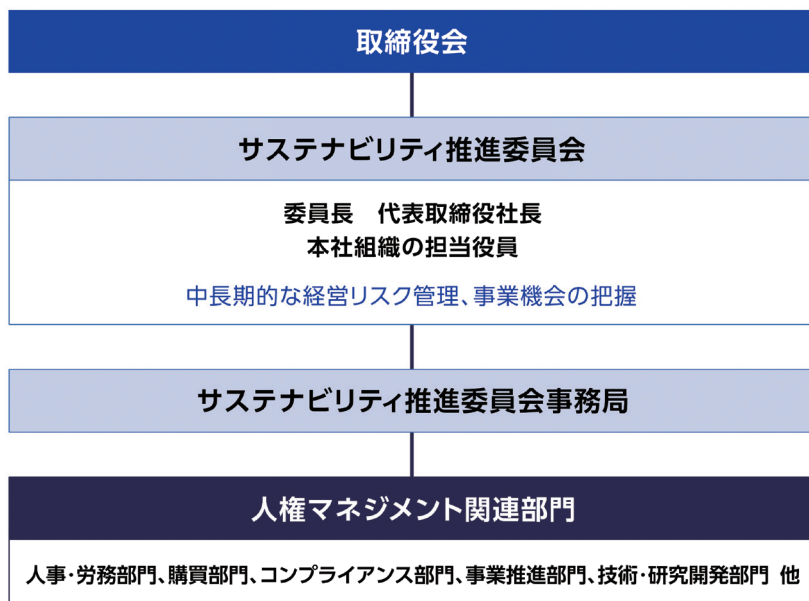 取締役会
サステナビリティ推進委員会
委員長　代表取締役社長
本社組織の担当役員
中長期的な経営リスク管理、事業機会の把握
サステナビリティ推進委員会事務局
人権マネジメント関連部門
人事・労務部門、購買部門、コンプライアンス部門、事業推進部門、技術・研究開発部門 他